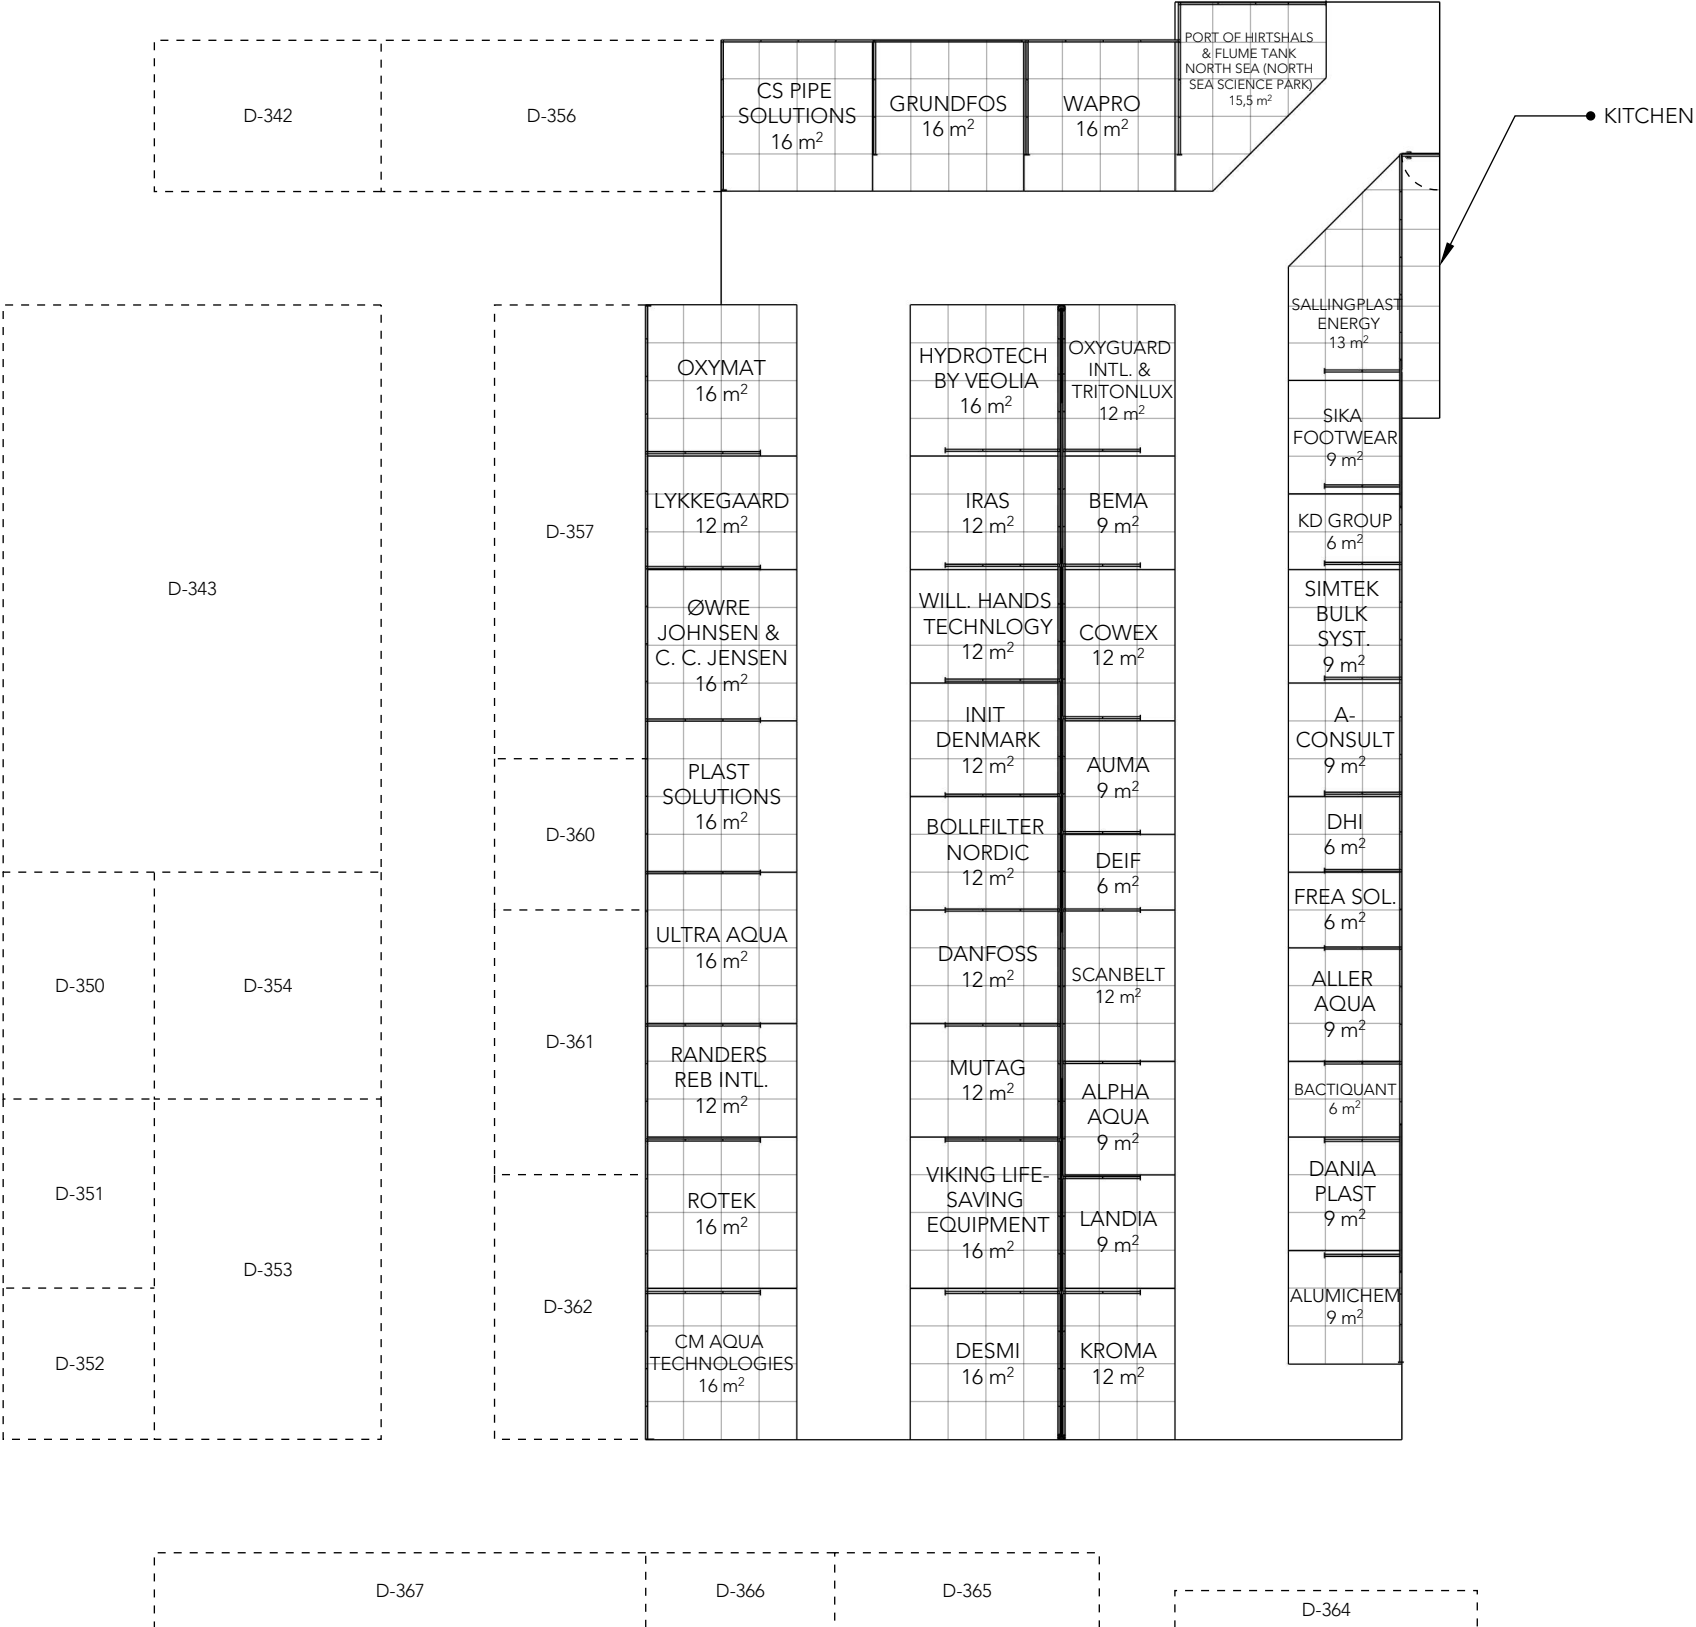 D-342
D-356
CS PIPE
SOLUTIONS
16 m²
GRUNDFOS
16 m²
WAPRO
16 m²
PORT OF HIRTSHALS
& FLUME TANK
NORTH SEA (NORTH
SEA SCIENCE PARK)
15,5 m²
KITCHEN
D-343
D-350
D-354
D-351
D-353
D-352
D-357
D-360
D-361
D-362
OXYMAT
16 m²
LYKKEGAARD
12 m²
ØWRE
JOHNSEN &
C. C. JENSEN
16 m²
PLAST
SOLUTIONS
16 m²
ULTRA AQUA
16 m²
RANDERS
REB INTL.
12 m²
ROTEK
16 m²
CM AQUA
TECHNOLOGIES
16 m²
HYDROTECH
BY VEOLIA
16 m²
IRAS
12 m²
WILL. HANDS
TECHNLOGY
12 m²
INIT
DENMARK
12 m²
BOLLFILTER
NORDIC
12 m²
DANFOSS
12 m²
MUTAG
12 m²
VIKING LIFE-
SAVING
EQUIPMENT
16 m²
DESMI
16 m²
OXYGUARD
INTL. &
TRITONLUX
12 m²
BEMA
9 m²
COWEX
12 m²
AUMA
9 m²
DEIF
6 m²
SCANBELT
12 m²
ALPHA
AQUA
9 m²
LANDIA
9 m²
KROMA
12 m²
SALLINGPLAST
ENERGY
13 m²
SIKA
FOOTWEAR
9 m²
KD GROUP
6 m²
SIMTEK
BULK
SYST.
9 m²
A-
CONSULT
9 m²
DHI
6 m²
FREA SOL.
6 m²
ALLER
AQUA
9 m²
BACTIQUANT
6 m²
DANIA
PLAST
9 m²
ALUMICHEM
9 m²
D-367
D-366
D-365
D-364